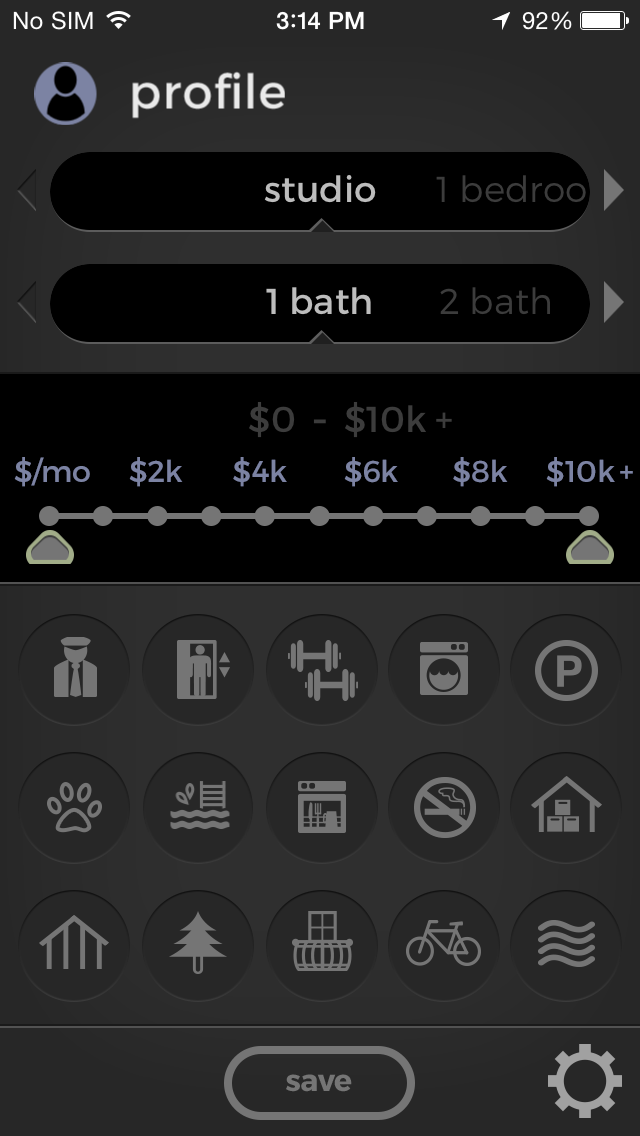 No SIM 3:14 PM 92%
profile
studio 1 bedroo
1 bath 2 bath
$0 - $10k +
$/mo $2k $4k $6k $8k $10k +
P
save